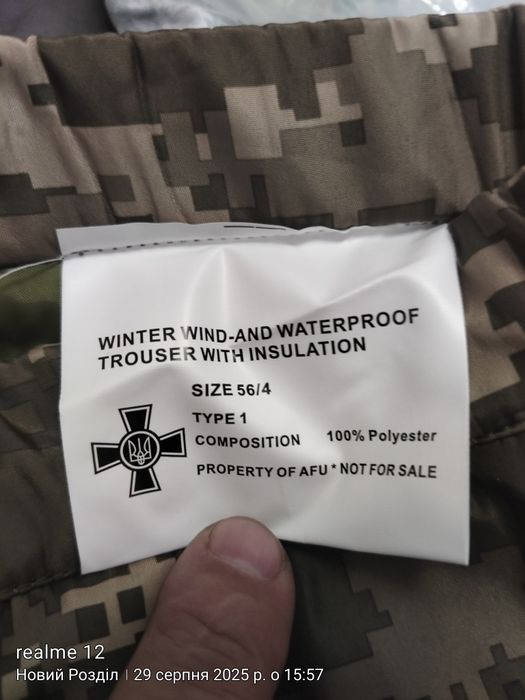 WINTER WIND-AND WATERPROOF
TROUSER WITH INSULATION
SIZE 56/4
TYPE 1
COMPOSITION 100% Polyester
PROPERTY OF AFU * NOT FOR SALE
realme 12
Новий Розділ | 29 серпня 2025 р. о 15:57